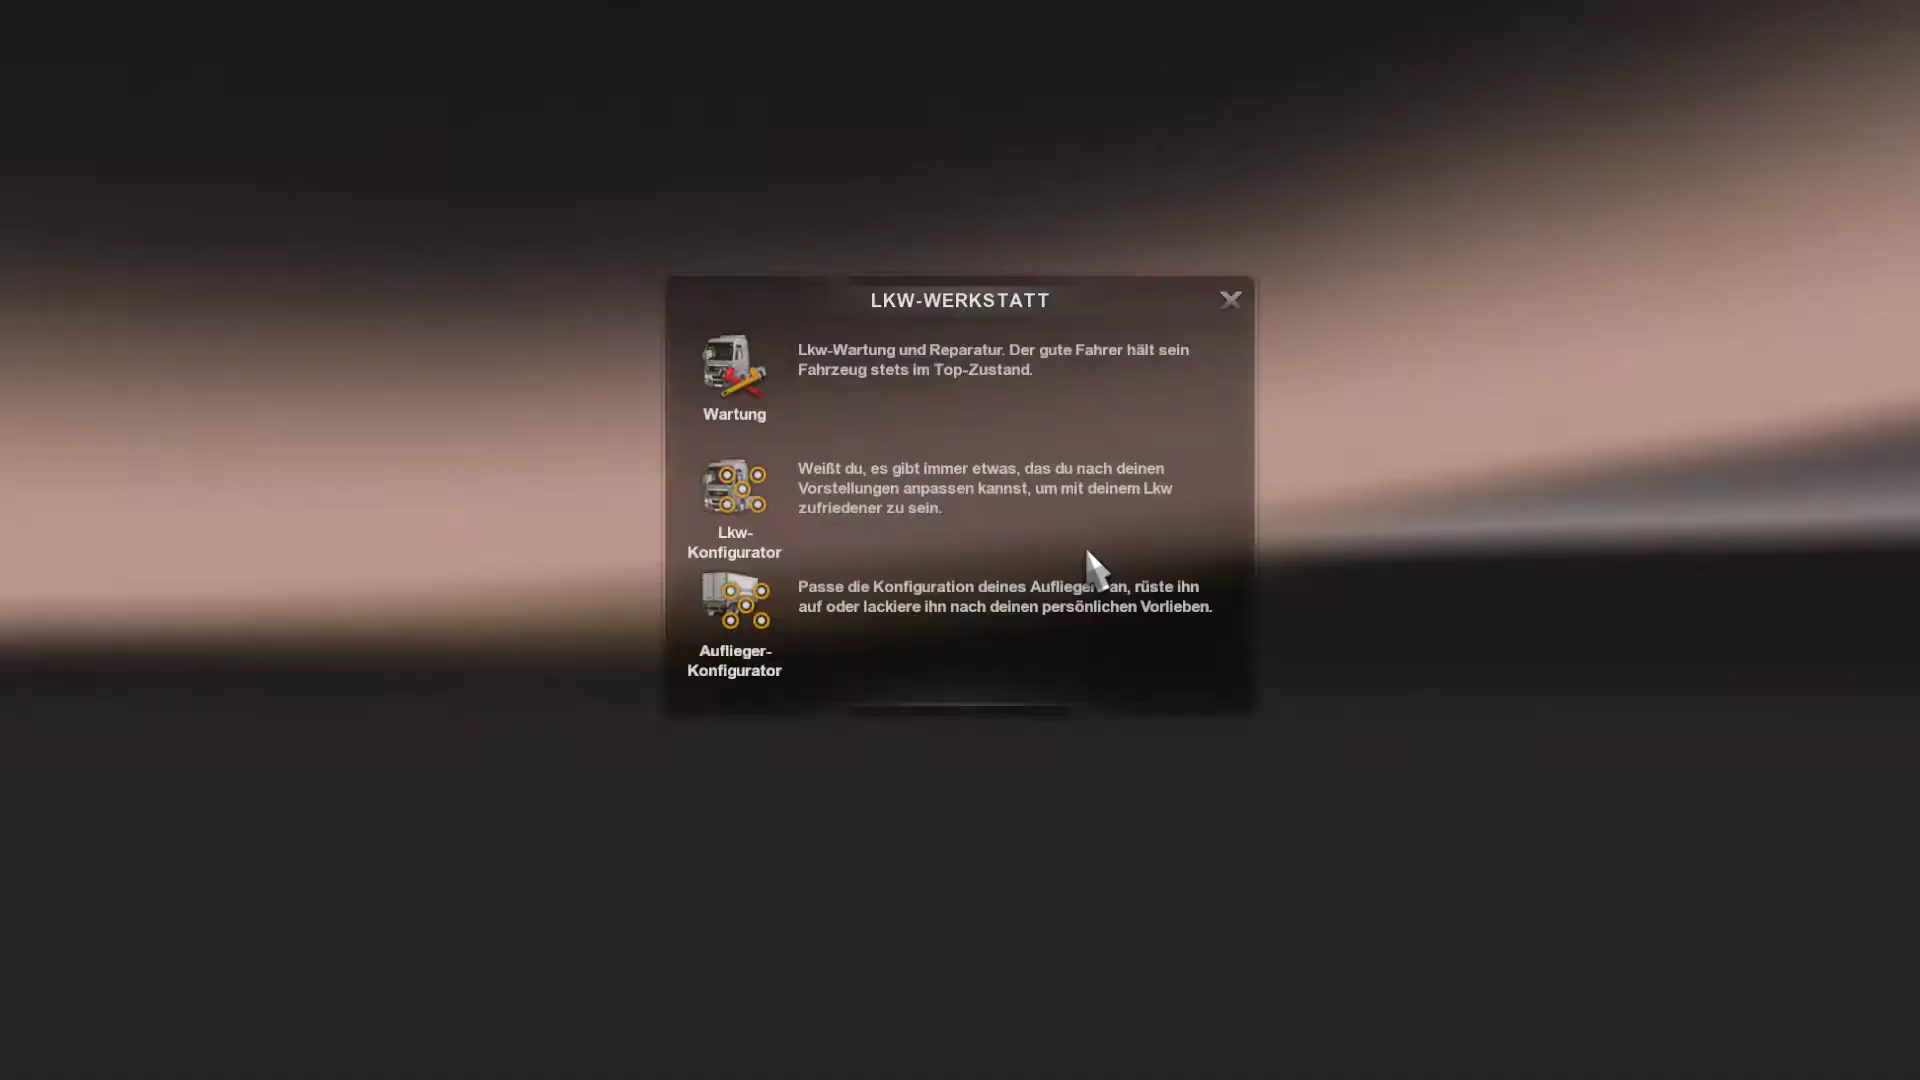 LKW-WERKSTATT
Lkw-Wartung und Reparatur. Der gute Fahrer hält sein
Fahrzeug stets im Top-Zustand.
Wartung
Weißt du, es gibt immer etwas, das du nach deinen
Vorstellungen anpassen kannst, um mit deinem Lkw
zufriedener zu sein.
Lkw-
Konfigurator
Passe die Konfiguration deines Auflieger an, rüste ihn
auf oder lackiere ihn nach deinen persönlichen Vorlieben.
Auflieger-
Konfigurator